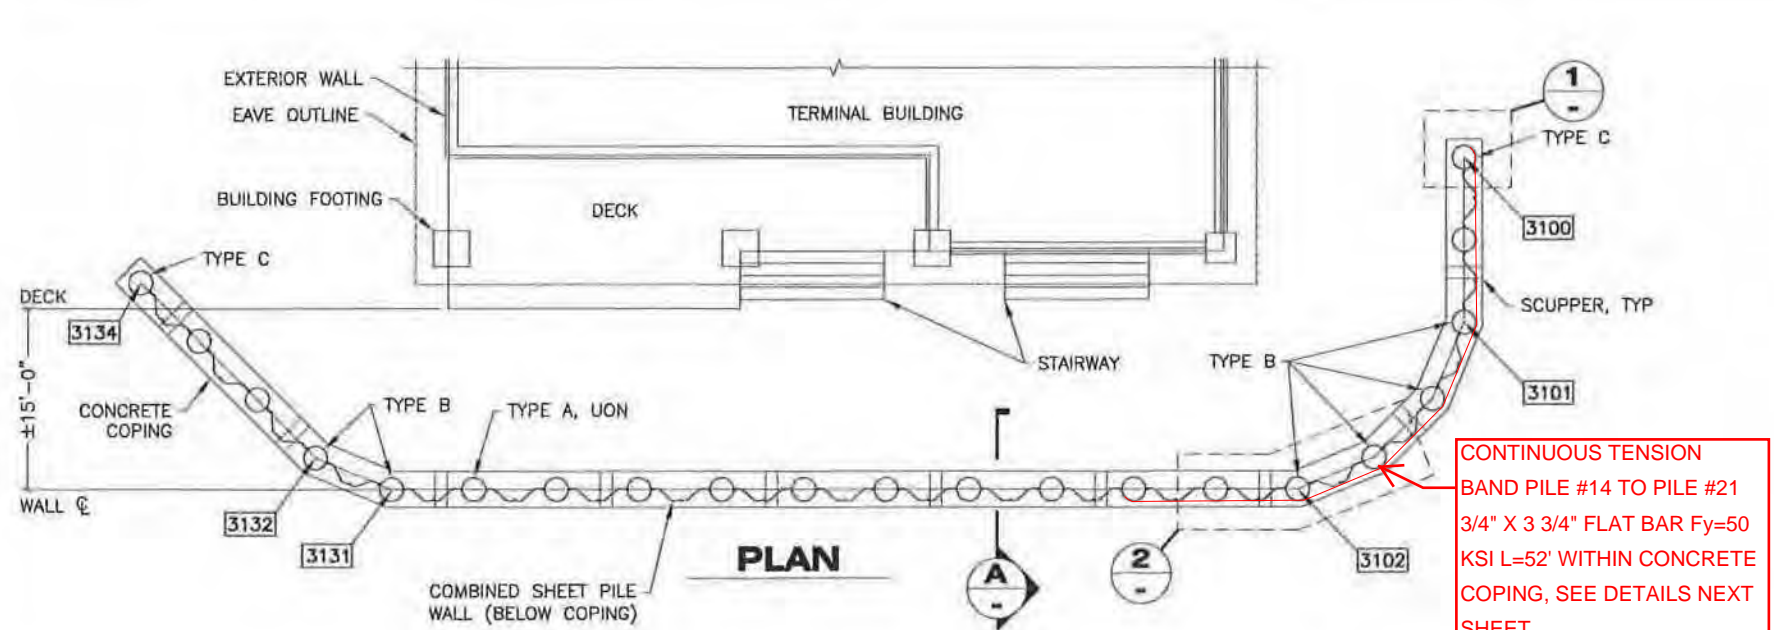 EXTERIOR WALL
EAVE OUTLINE
TERMINAL BUILDING
1
-
TYPE C
BUILDING FOOTING
DECK
3100
TYPE C
DECK
3134
SCUPPER, TYP
±15'-0"
STAIRWAY
TYPE B
3101
CONCRETE
COPING
TYPE B
TYPE A, UON
WALL ℄
3132
3131
PLAN
A
-
2
-
3102
COMBINED SHEET PILE
WALL (BELOW COPING)
CONTINUOUS TENSION
BAND PILE #14 TO PILE #21
3/4" X 3 3/4" FLAT BAR Fy=50
KSI L=52' WITHIN CONCRETE
COPING, SEE DETAILS NEXT
SHEET